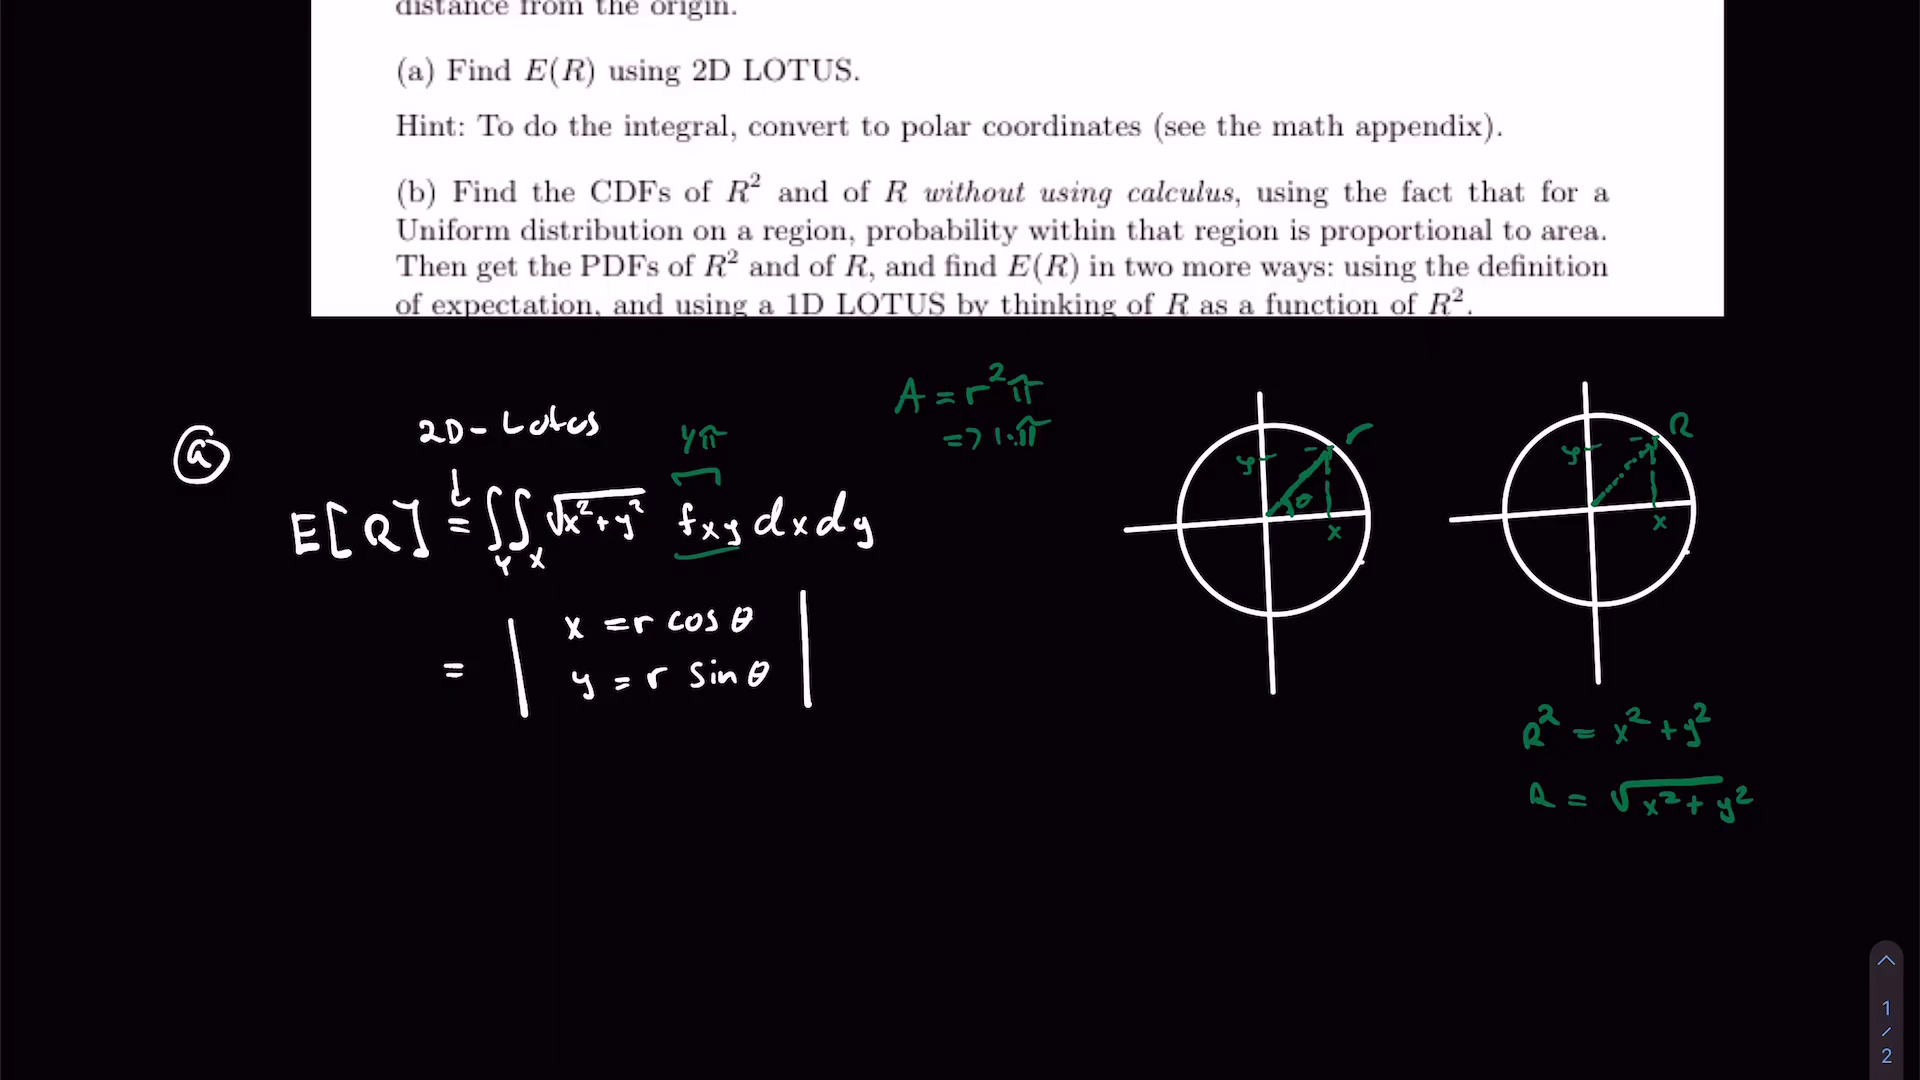 distance from the origin.
(a) Find E(R) using 2D LOTUS.
Hint: To do the integral, convert to polar coordinates (see the math appendix).
(b) Find the CDFs of R² and of R without using calculus, using the fact that for a
Uniform distribution on a region, probability within that region is proportional to area.
Then get the PDFs of R² and of R, and find E(R) in two more ways: using the definition
of expectation, and using a 1D LOTUS by thinking of R as a function of R².
A = r²π
=> 1·π
2D-Lotus
1/π
a
E[R] = ∬ √x²+y² fxy dxdy
Y X
= | x = r cos θ
y = r sin θ |
y r
θ
x
y R
r
x
R² = x² + y²
R = √x²+y²
1
/
2